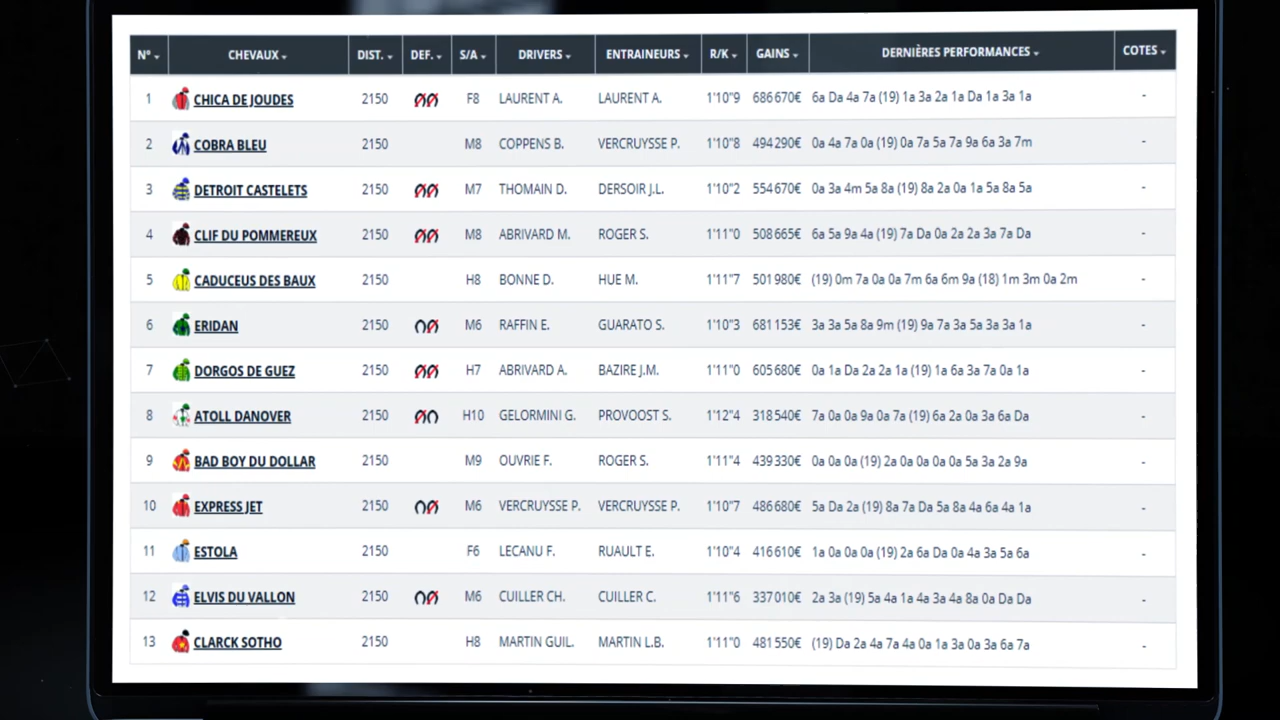 N° CHEVAUX DIST. DEF. S/A DRIVERS ENTRAINEURS R/K GAINS DERNIÈRES PERFORMANCES COTES
1 CHICA DE JOUDES 2150 F8 LAURENT A. LAURENT A. 1'10"9 686 670€ 6a Da 4a 7a (19) 1a 3a 2a 1a Da 1a 3a 1a -
2 COBRA BLEU 2150 M8 COPPENS B. VERCRUYSSE P. 1'10"8 494 290€ 0a 4a 7a 0a (19) 0a 7a 5a 7a 9a 6a 3a 7m -
3 DETROIT CASTELETS 2150 M7 THOMAIN D. DERSOIR J.L. 1'10"2 554 670€ 0a 3a 4m 5a 8a (19) 8a 2a 0a 1a 5a 8a 5a -
4 CLIF DU POMMEREUX 2150 M8 ABRIVARD M. ROGER S. 1'11"0 508 665€ 6a 5a 9a 4a (19) 7a Da 0a 2a 2a 3a 7a Da -
5 CADUCEUS DES BAUX 2150 H8 BONNE D. HUE M. 1'11"7 501 980€ (19) 0m 7a 0a 0a 7m 6a 6m 9a (18) 1m 3m 0a 2m -
6 ERIDAN 2150 M6 RAFFIN E. GUARATO S. 1'10"3 681 153€ 3a 3a 5a 8a 9m (19) 9a 7a 3a 5a 3a 3a 1a -
7 DORGOS DE GUEZ 2150 H7 ABRIVARD A. BAZIRE J.M. 1'11"0 605 680€ 0a 1a Da 2a 2a 1a (19) 1a 6a 3a 7a 0a 1a -
8 ATOLL DANOVER 2150 H10 GELORMINI G. PROVOOST S. 1'12"4 318 540€ 7a 0a 0a 9a 0a 7a (19) 6a 2a 0a 3a 6a Da -
9 BAD BOY DU DOLLAR 2150 M9 OUVRIE F. ROGER S. 1'11"4 439 330€ 0a 0a 0a (19) 2a 0a 0a 0a 0a 5a 3a 2a 9a -
10 EXPRESS JET 2150 M6 VERCRUYSSE P. VERCRUYSSE P. 1'10"7 486 680€ 5a Da 2a (19) 8a 7a Da 5a 8a 4a 6a 4a 1a -
11 ESTOLA 2150 F6 LECANU F. RUAULT E. 1'10"4 416 610€ 1a 0a 0a 0a (19) 2a 6a Da 0a 4a 3a 5a 6a -
12 ELVIS DU VALLON 2150 M6 CUILLER CH. CUILLER C. 1'11"6 337 010€ 2a 3a (19) 5a 4a 1a 4a 3a 4a 8a 0a Da Da -
13 CLARCK SOTHO 2150 H8 MARTIN GUIL. MARTIN L.B. 1'11"0 481 550€ (19) Da 2a 4a 7a 4a 0a 1a 3a 0a 3a 6a 7a -